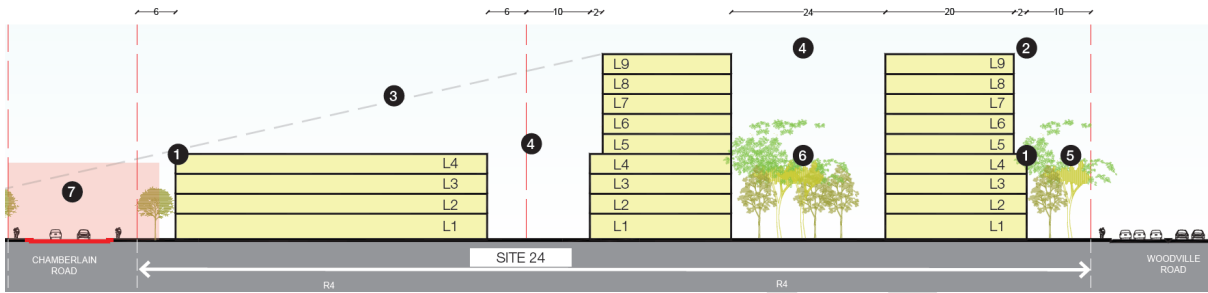 6 6 10 2 24 20 2 10
4 2
L9 L9
L8 L8
3
L7 L7
L6 L6
4
L5 L5
1 L4 L4 6 L4 1 5
7
L3 L3 L3
L2 L2 L2
L1 L1 L1
SITE 24
CHAMBERLAIN
ROAD
WOODVILLE
ROAD
R4 R4